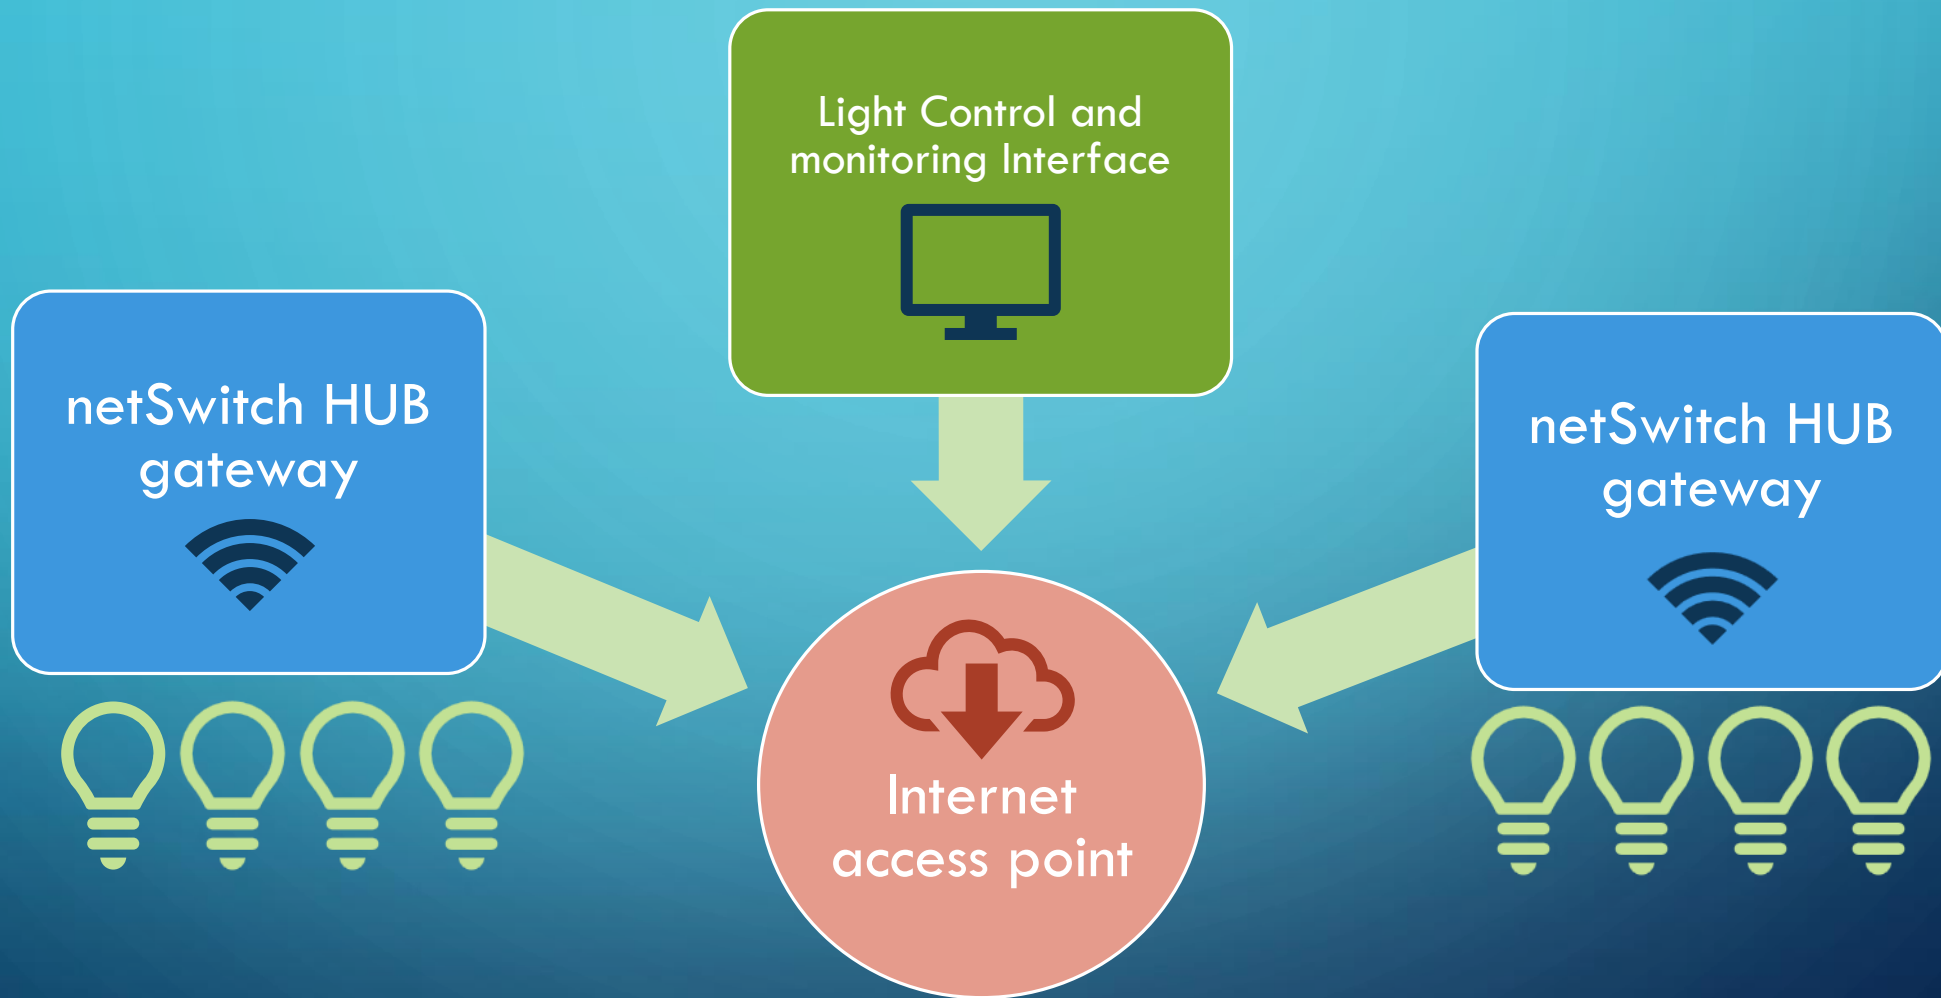 Light Control and
monitoring Interface
netSwitch HUB
gateway
netSwitch HUB
gateway
Internet
access point